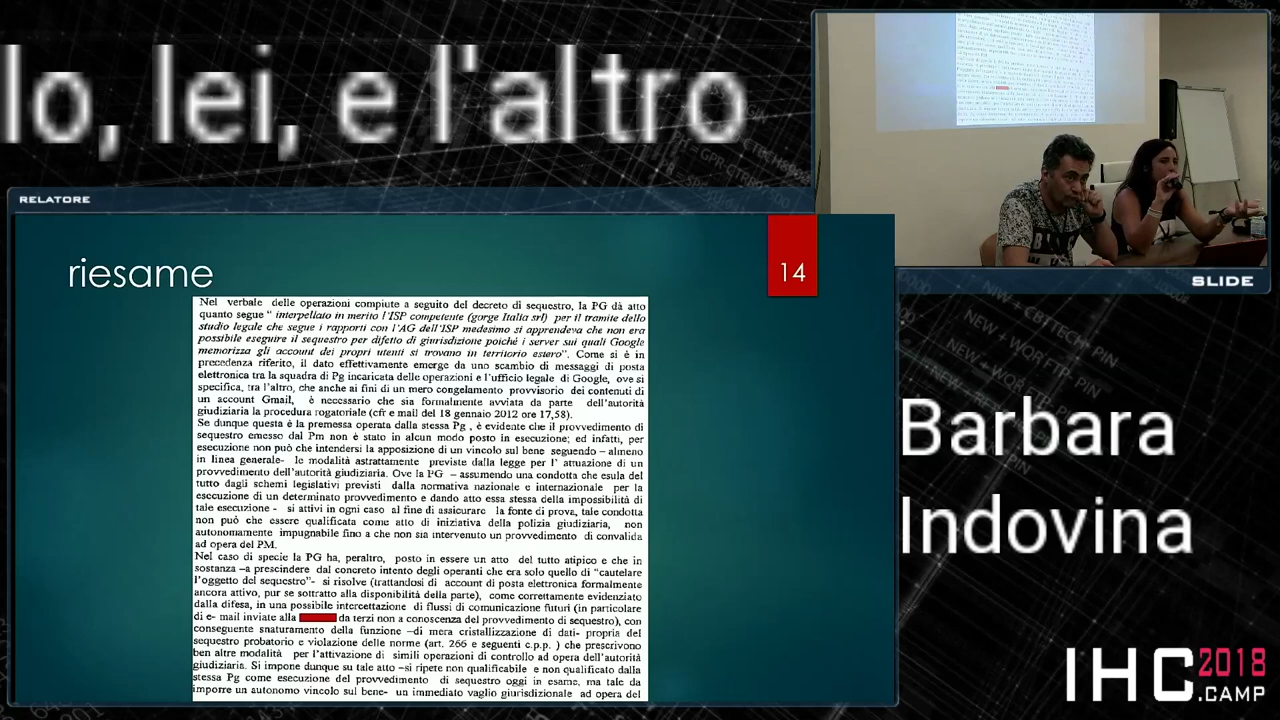 Io, lei, e l'altro
RELATORE
riesame
14
Nel verbale delle operazioni compiute a seguito del decreto di sequestro, la PG dà atto
quanto segue “ interpellato in merito l'ISP competente (gorge Italia srl) per il tramite dello
studio legale che segue i rapporti con l'AG dell'ISP medesimo si apprendeva che non era
possibile eseguire il sequestro per difetto di giurisdizione poiché i server sui quali Google
memorizza gli account dei propri utenti si trovano in territorio estero”. Come si è in
precedenza riferito, il dato effettivamente emerge da uno scambio di messaggi di posta
elettronica tra la squadra di Pg incaricata delle operazioni e l'ufficio legale di Google, ove si
specifica, tra l'altro, che anche ai fini di un mero congelamento provvisorio dei contenuti di
un account Gmail, è necessario che sia formalmente avviata da parte dell'autorità
giudiziaria la procedura rogatoriale (cfr e mail del 18 gennaio 2012 ore 17,58).
Se dunque questa è la premessa operata dalla stessa Pg , è evidente che il provvedimento di
sequestro emesso dal Pm non è stato in alcun modo posto in esecuzione; ed infatti, per
esecuzione non può che intendersi la apposizione di un vincolo sul bene seguendo – almeno
in linea generale- le modalità astrattamente previste dalla legge per l' attuazione di un
provvedimento dell'autorità giudiziaria. Ove la PG – assumendo una condotta che esula del
tutto dagli schemi legislativi previsti dalla normativa nazionale e internazionale per la
esecuzione di un determinato provvedimento e dando atto essa stessa della impossibilità di
tale esecuzione - si attivi in ogni caso al fine di assicurare la fonte di prova, tale condotta
non può che essere qualificata come atto di iniziativa della polizia giudiziaria, non
autonomamente impugnabile fino a che non sia intervenuto un provvedimento di convalida
ad opera del PM.
Nel caso di specie la PG ha, peraltro, posto in essere un atto del tutto atipico e che in
sostanza –a prescindere dal concreto intento degli operanti che era solo quello di “cautelare
l'oggetto del sequestro”- si risolve (trattandosi di account di posta elettronica formalmente
ancora attivo, pur se sottratto alla disponibilità della parte), come correttamente evidenziato
dalla difesa, in una possibile intercettazione di flussi di comunicazione futuri (in particolare
di e- mail inviate alla da terzi non a conoscenza del provvedimento di sequestro), con
conseguente snaturamento della funzione –di mera cristallizzazione di dati- propria del
sequestro probatorio e violazione delle norme (art. 266 e seguenti c.p.p. ) che prescrivono
ben altre modalità per l'attivazione di simili operazioni di controllo ad opera dell'autorità
giudiziaria. Si impone dunque su tale atto –si ripete non qualificabile e non qualificato dalla
stessa Pg come esecuzione del provvedimento di sequestro oggi in esame, ma tale da
imporre un autonomo vincolo sul bene- un immediato vaglio giurisdizionale ad opera del
SLIDE
Barbara
Indovina
IHC 2018
.CAMP